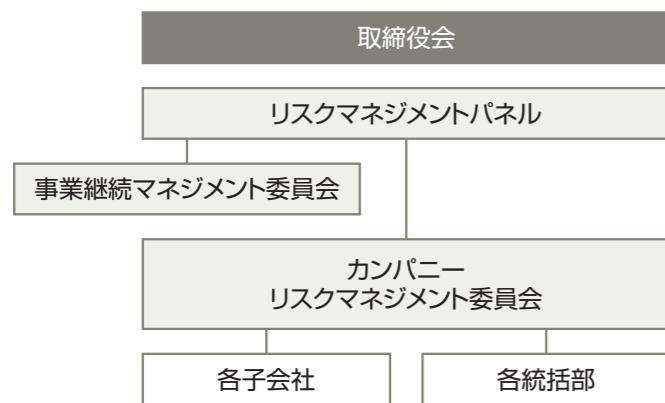 取締役会
リスクマネジメントパネル
事業継続マネジメント委員会
カンパニー
リスクマネジメント委員会
各子会社
各統括部